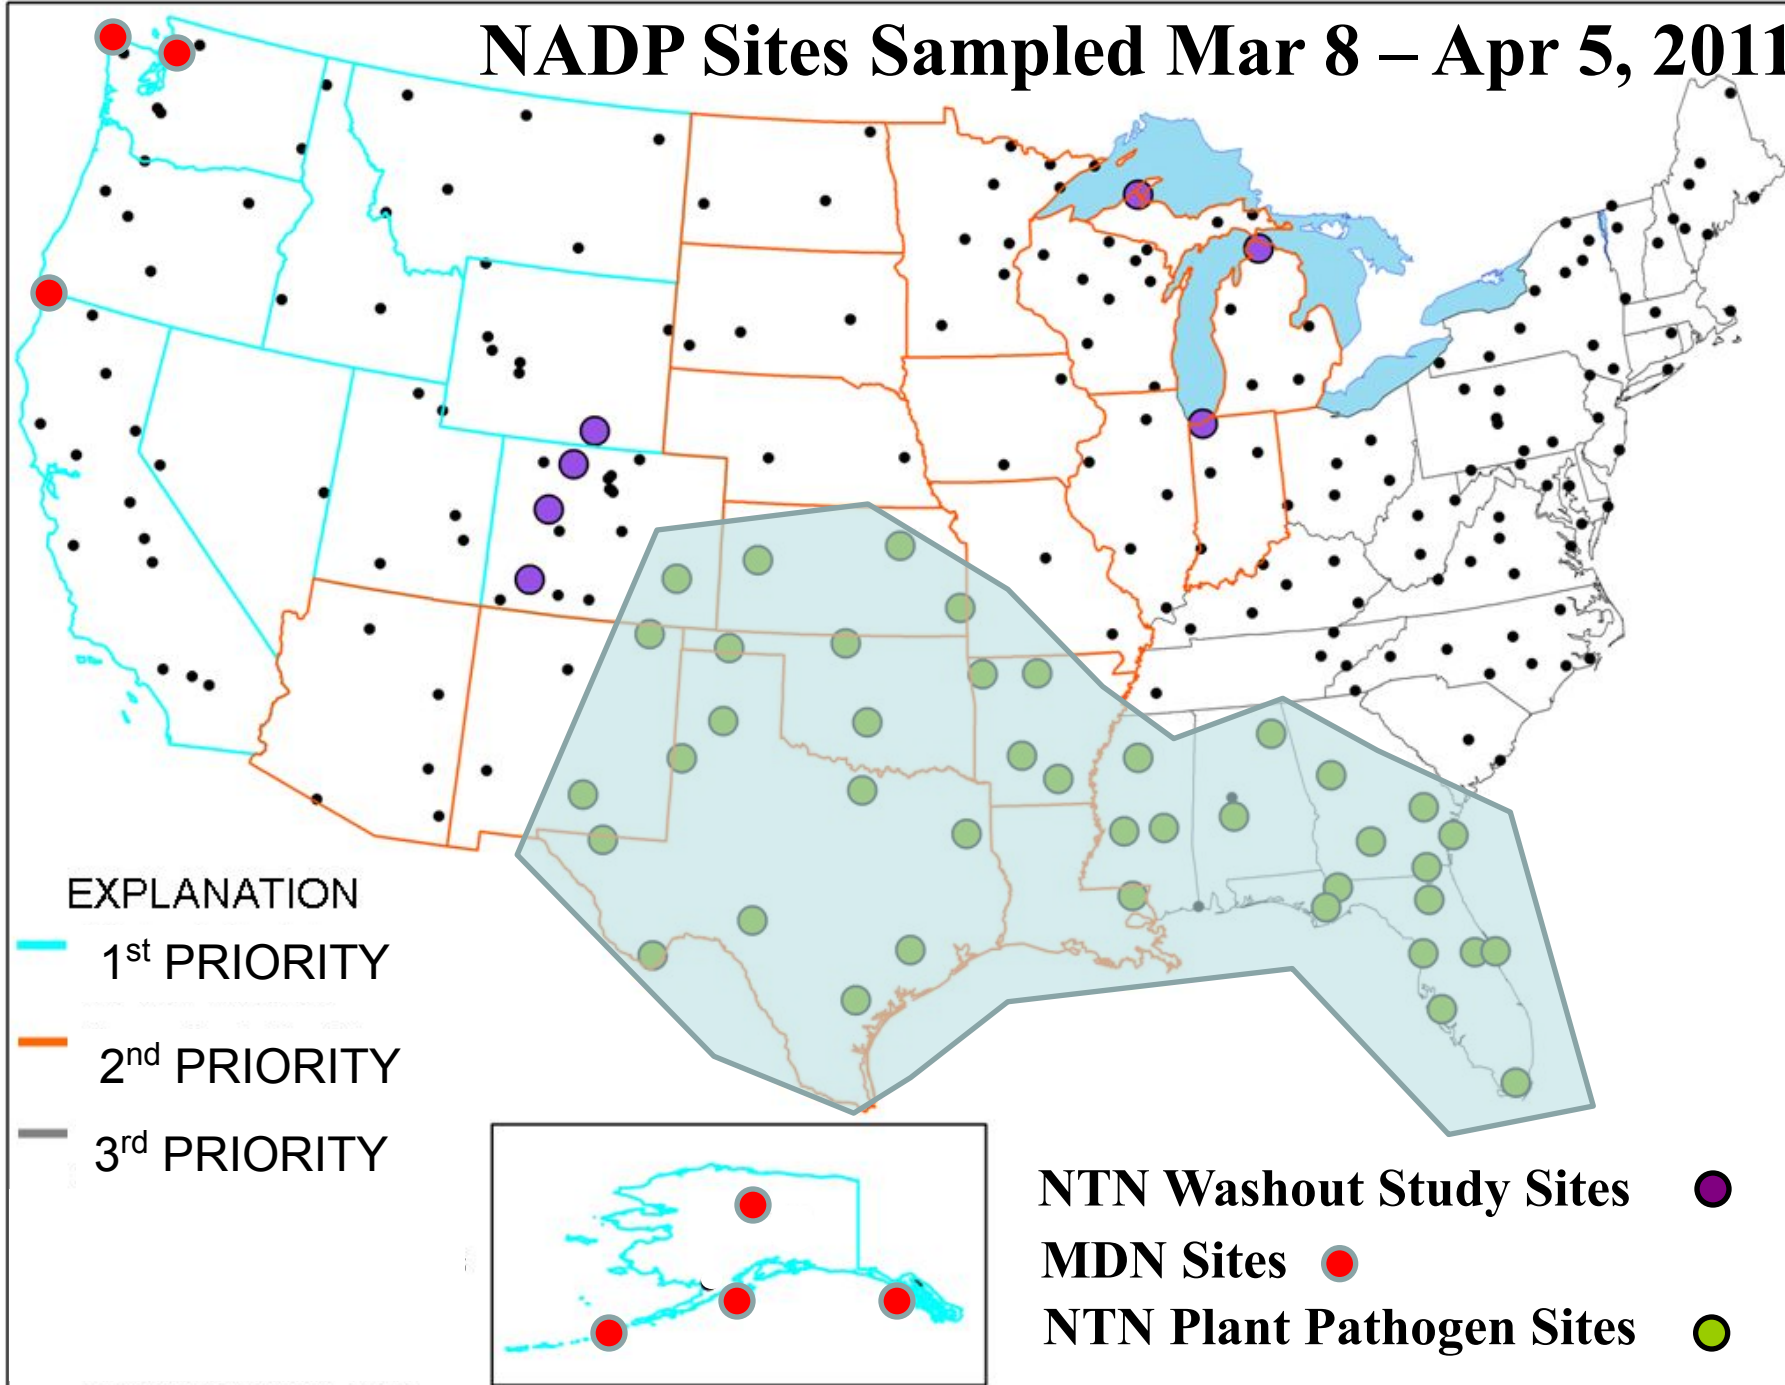 NADP Sites Sampled Mar 8 – Apr 5, 2011
EXPLANATION
1st PRIORITY
2nd PRIORITY
3rd PRIORITY
NTN Washout Study Sites
MDN Sites
NTN Plant Pathogen Sites